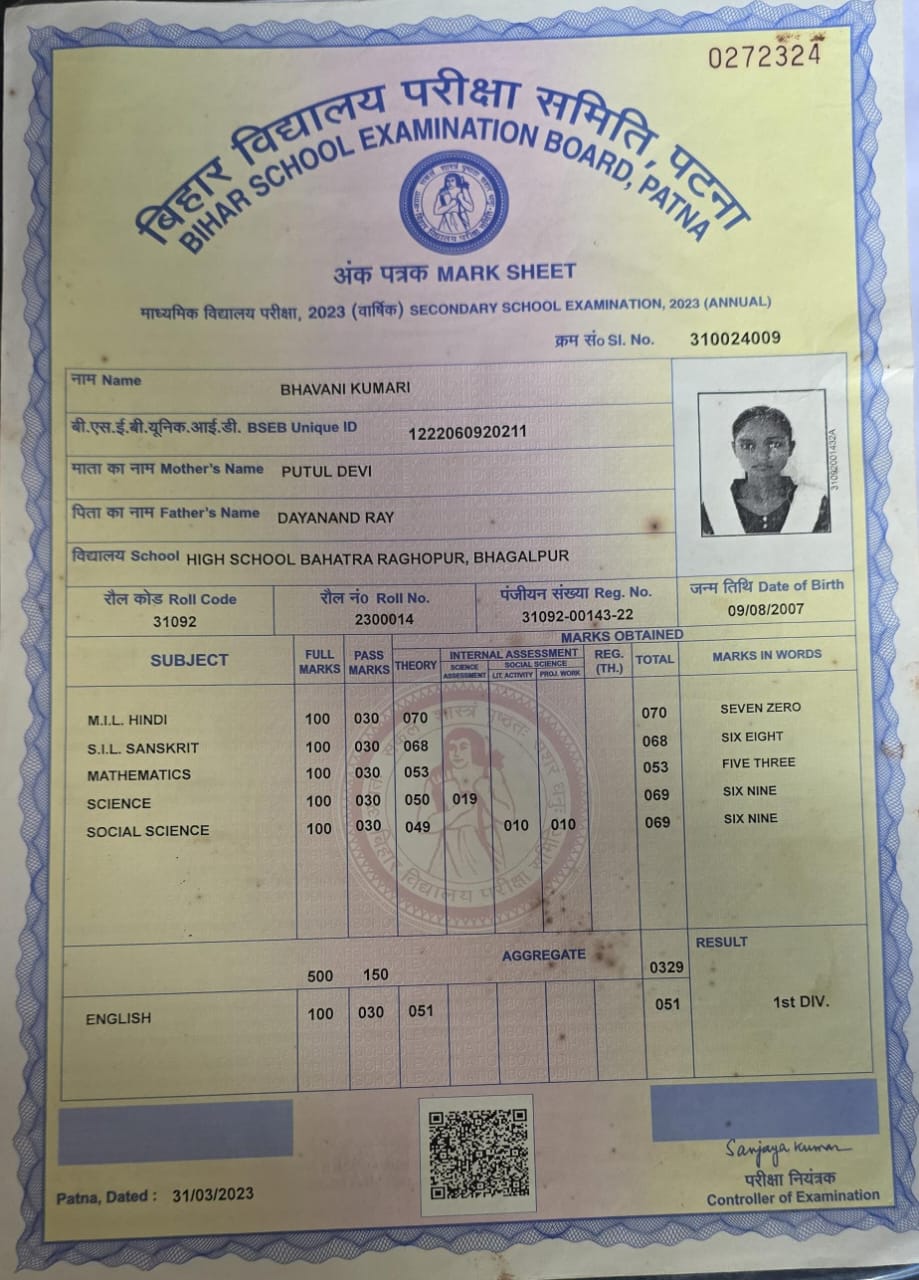 0272324
बिहार विद्यालय परीक्षा समिति, पटना
BIHAR SCHOOL EXAMINATION BOARD, PATNA
अंक पत्रक MARK SHEET
माध्यमिक विद्यालय परीक्षा, 2023 (वार्षिक) SECONDARY SCHOOL EXAMINATION, 2023 (ANNUAL)
क्रम सं० Sl. No. 310024009
नाम Name BHAVANI KUMARI
बी.एस.ई.बी.यूनिक.आई.डी. BSEB Unique ID 1222060920211
माता का नाम Mother's Name PUTUL DEVI
पिता का नाम Father's Name DAYANAND RAY
विद्यालय School HIGH SCHOOL BAHATRA RAGHOPUR, BHAGALPUR
रौल कोड Roll Code रौल नं० Roll No. पंजीयन संख्या Reg. No. जन्म तिथि Date of Birth
31092 2300014 31092-00143-22 09/08/2007
MARKS OBTAINED
SUBJECT FULL MARKS PASS MARKS THEORY INTERNAL ASSESSMENT REG. (TH.) TOTAL MARKS IN WORDS
SCIENCE ASSESSMENT SOCIAL SCIENCE LIT. ACTIVITY PROJ. WORK
M.I.L. HINDI 100 030 070 070 SEVEN ZERO
S.I.L. SANSKRIT 100 030 068 068 SIX EIGHT
MATHEMATICS 100 030 053 053 FIVE THREE
SCIENCE 100 030 050 019 069 SIX NINE
SOCIAL SCIENCE 100 030 049 010 010 069 SIX NINE
500 150 AGGREGATE 0329 RESULT
ENGLISH 100 030 051 051 1st DIV.
Sanjaya Kumar
परीक्षा नियंत्रक
Patna, Dated : 31/03/2023 Controller of Examination